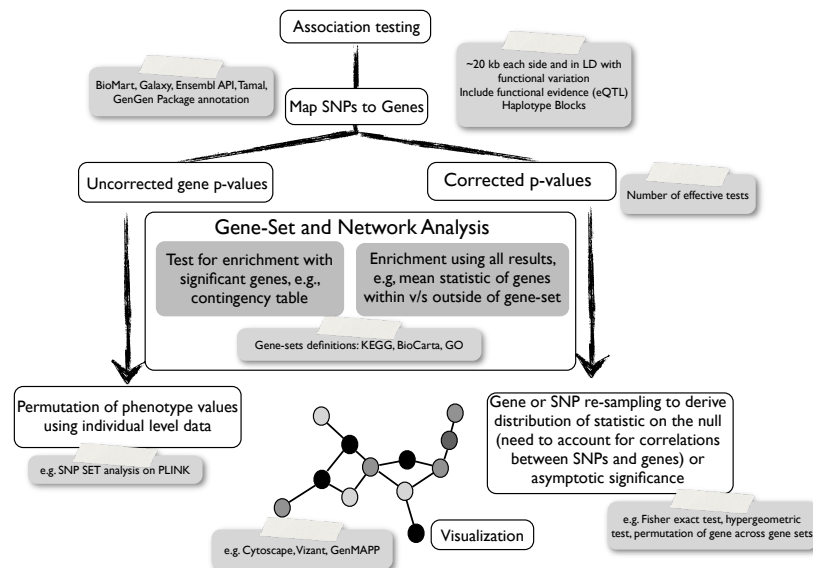 Association testing
BioMart, Galaxy, Ensembl API, Tamal,
GenGen Package annotation
~20 kb each side and in LD with
functional variation
Include functional evidence (eQTL)
Haplotype Blocks
Map SNPs to Genes
Uncorrected gene p-values
Corrected p-values
Number of effective tests
Gene-Set and Network Analysis
Test for enrichment with
significant genes, e.g.,
contingency table
Enrichment using all results,
e.g, mean statistic of genes
within v/s outside of gene-set
Gene-sets definitions: KEGG, BioCarta, GO
Permutation of phenotype values
using individual level data
e.g. SNP SET analysis on PLINK
Gene or SNP re-sampling to derive
distribution of statistic on the null
(need to account for correlations
between SNPs and genes) or
asymptotic significance
e.g. Fisher exact test, hypergeometric
test, permutation of gene across gene sets
Visualization
e.g. Cytoscape, Vizant, GenMAPP